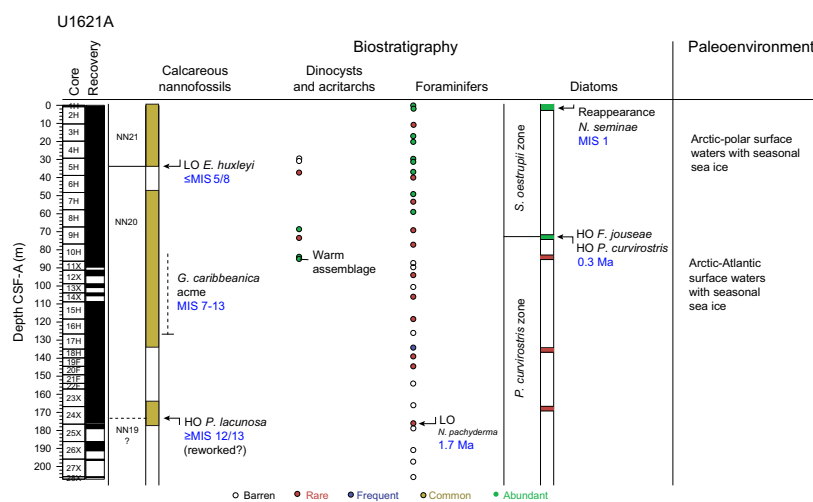 U1621A
Biostratigraphy
Paleoenvironment
Core
Recovery
Calcareous
nannofossils
Dinocysts
and acritarchs
Foraminifers
Diatoms
Depth CSF-A (m)
0
10
20
30
40
50
60
70
80
90
100
110
120
130
140
150
160
170
180
190
200
1H
2H
3H
4H
5H
6H
7H
8H
9H
10H
11X
12X
13X
14X
15H
16H
17H
18H
19F
20F
21F
22F
23X
24X
25X
26X
27X
28X
NN21
NN20
NN19
?
LO E. huxleyi
≤MIS 5/8
G. caribbeanica
acme
MIS 7-13
HO P. lacunosa
≥MIS 12/13
(reworked?)
Warm
assemblage
LO
N. pachyderma
1.7 Ma
S. oestrupii zone
P. curvirostris zone
Reappearance
N. seminae
MIS 1
HO F. jouseae
HO P. curvirostris
0.3 Ma
Arctic-polar surface
waters with seasonal
sea ice
Arctic-Atlantic
surface waters
with seasonal
sea ice
Barren Rare Frequent Common Abundant